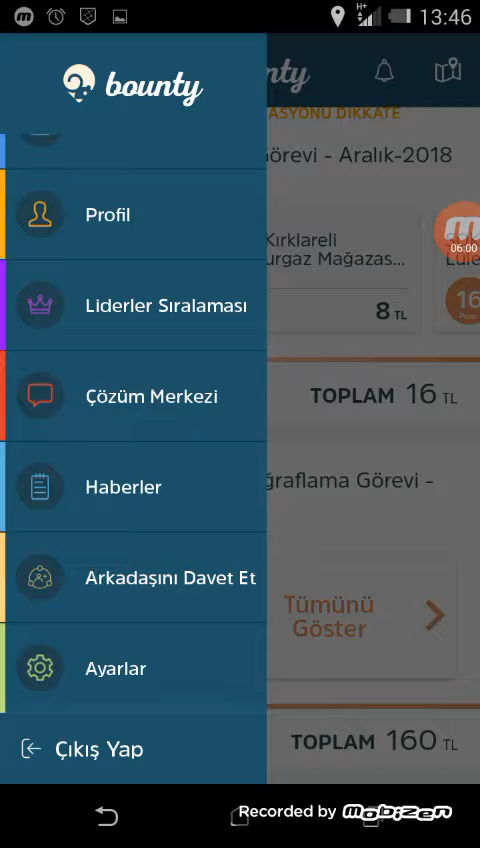 13:46
H+
bounty
nty
ASYONU DİKKATE
örevi - Aralık-2018
Profil
Kırklareli
urgaz Mağazas...
06:00
Liderler Sıralaması
8 TL
16
Çözüm Merkezi
TOPLAM 16 TL
Haberler
ğraflama Görevi -
Arkadaşını Davet Et
Tümünü
Göster
Ayarlar
Çıkış Yap
TOPLAM 160 TL
Recorded by mobizen